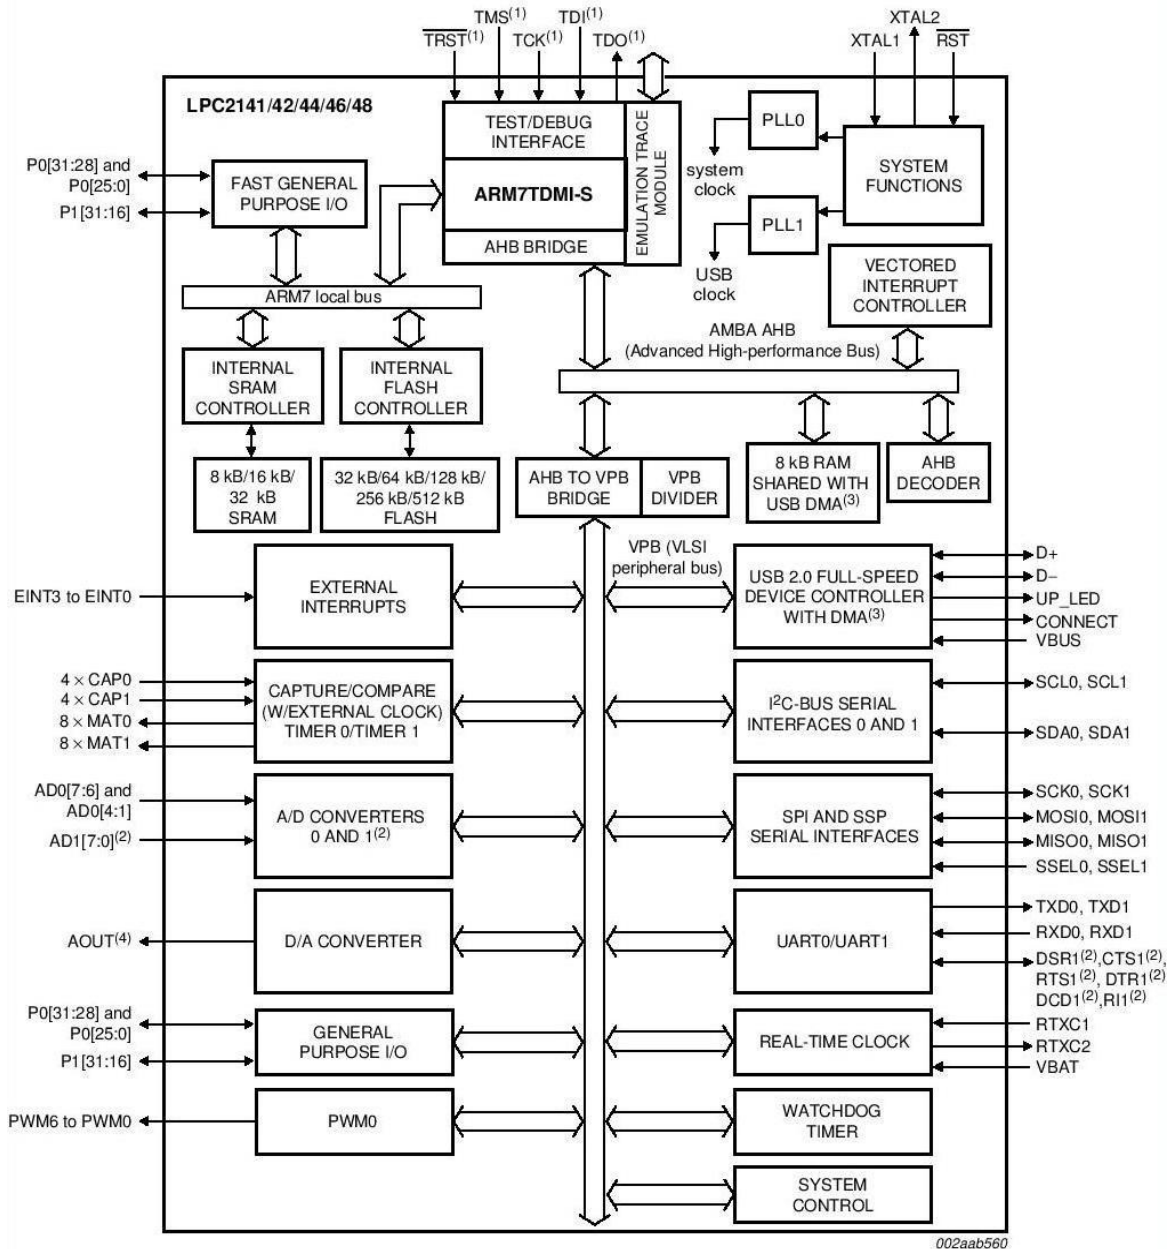 TMS(1)
TDI(1)
TRST(1)
TCK(1)
TDO(1)
XTAL2
XTAL1
RST
LPC2141/42/44/46/48
TEST/DEBUG
INTERFACE
ARM7TDMI-S
AHB BRIDGE
EMULATION TRACE
MODULE
PLL0
system
clock
PLL1
USB
clock
SYSTEM
FUNCTIONS
P0[31:28] and
P0[25:0]
P1[31:16]
FAST GENERAL
PURPOSE I/O
VECTORED
INTERRUPT
CONTROLLER
ARM7 local bus
AMBA AHB
(Advanced High-performance Bus)
INTERNAL
SRAM
CONTROLLER
INTERNAL
FLASH
CONTROLLER
8 kB/16 kB/
32 kB
SRAM
32 kB/64 kB/128 kB/
256 kB/512 kB
FLASH
AHB TO VPB
BRIDGE
VPB
DIVIDER
8 kB RAM
SHARED WITH
USB DMA(3)
AHB
DECODER
VPB (VLSI
peripheral bus)
EINT3 to EINT0
EXTERNAL
INTERRUPTS
USB 2.0 FULL-SPEED
DEVICE CONTROLLER
WITH DMA(3)
D+
D−
UP_LED
CONNECT
VBUS
4 × CAP0
4 × CAP1
8 × MAT0
8 × MAT1
CAPTURE/COMPARE
(W/EXTERNAL CLOCK)
TIMER 0/TIMER 1
I2C-BUS SERIAL
INTERFACES 0 AND 1
SCL0, SCL1
SDA0, SDA1
AD0[7:6] and
AD0[4:1]
AD1[7:0](2)
A/D CONVERTERS
0 AND 1(2)
SPI AND SSP
SERIAL INTERFACES
SCK0, SCK1
MOSI0, MOSI1
MISO0, MISO1
SSEL0, SSEL1
AOUT(4)
D/A CONVERTER
UART0/UART1
TXD0, TXD1
RXD0, RXD1
DSR1(2),CTS1(2),
RTS1(2), DTR1(2)
DCD1(2),RI1(2)
P0[31:28] and
P0[25:0]
P1[31:16]
GENERAL
PURPOSE I/O
REAL-TIME CLOCK
RTXC1
RTXC2
VBAT
PWM6 to PWM0
PWM0
WATCHDOG
TIMER
SYSTEM
CONTROL
002aab560